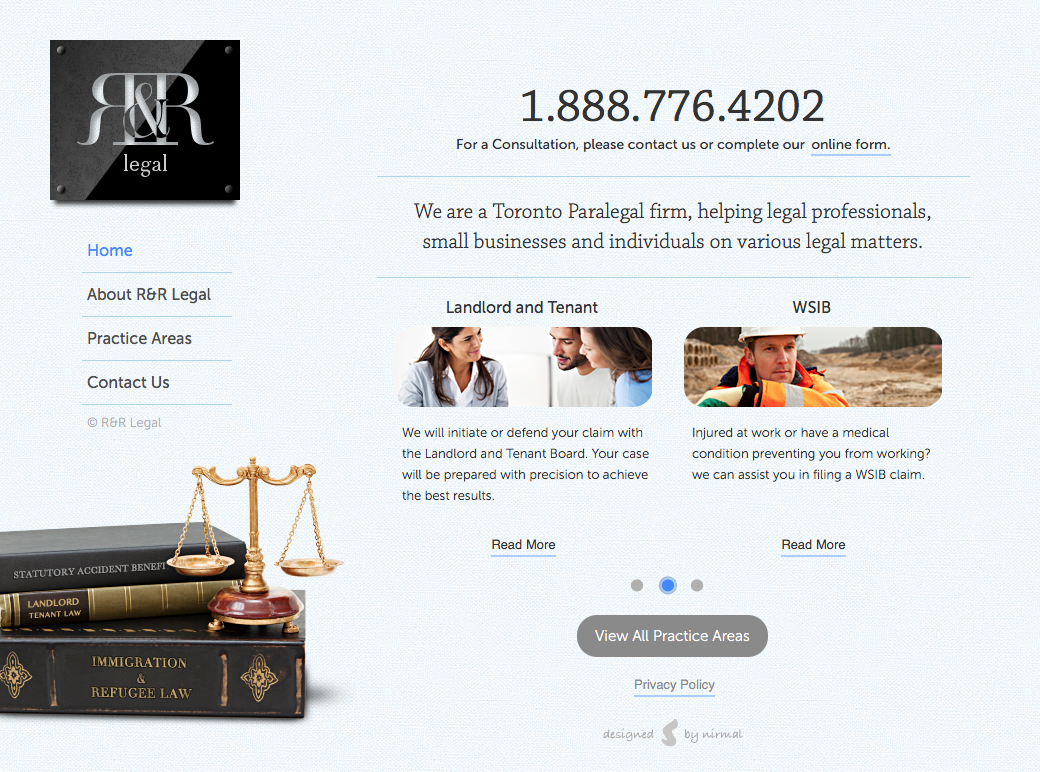 R&R
legal
Home
About R&R Legal
Practice Areas
Contact Us
© R&R Legal
STATUTORY ACCIDENT BENEFI
LANDLORD
TENANT LAW
IMMIGRATION
&
REFUGEE LAW
1.888.776.4202
For a Consultation, please contact us or complete our online form.
We are a Toronto Paralegal firm, helping legal professionals,
small businesses and individuals on various legal matters.
Landlord and Tenant
We will initiate or defend your claim with
the Landlord and Tenant Board. Your case
will be prepared with precision to achieve
the best results.
Read More
WSIB
Injured at work or have a medical
condition preventing you from working?
we can assist you in filing a WSIB claim.
Read More
View All Practice Areas
Privacy Policy
designed by nirmal